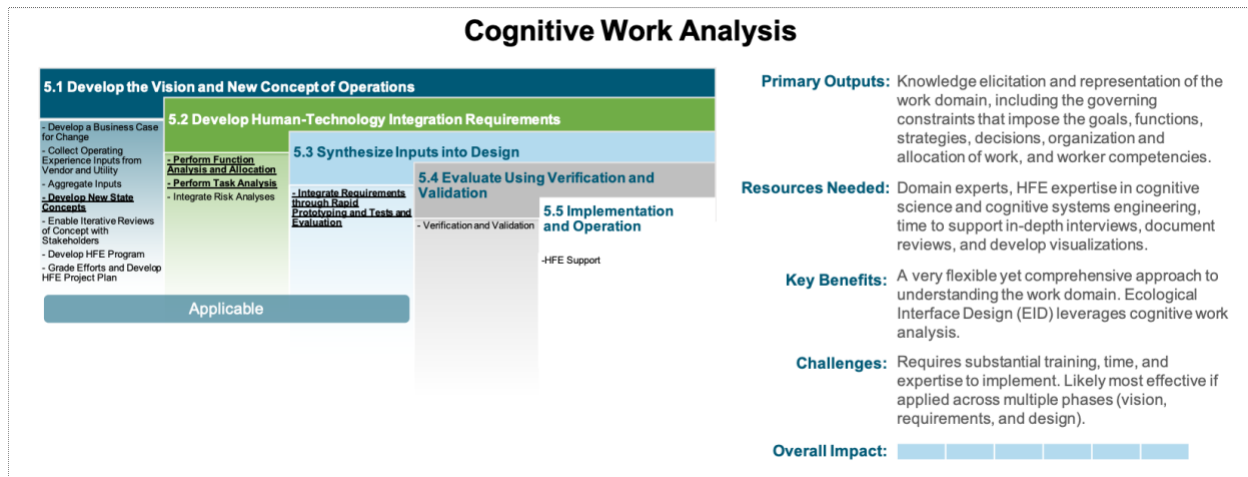 Cognitive Work Analysis
5.1 Develop the Vision and New Concept of Operations
- Develop a Business Case
for Change
- Collect Operating
Experience Inputs from
Vendor and Utility
- Aggregate Inputs
- Develop New State
Concepts
- Enable Iterative Reviews
of Concept with
Stakeholders
- Develop HFE Program
- Grade Efforts and Develop
HFE Project Plan
5.2 Develop Human-Technology Integration Requirements
- Perform Function
Analysis and Allocation
- Perform Task Analysis
- Integrate Risk Analyses
5.3 Synthesize Inputs into Design
- Integrate Requirements
through Rapid
Prototyping and Tests and
Evaluation
5.4 Evaluate Using Verification and
Validation
- Verification and Validation
5.5 Implementation
and Operation
-HFE Support
Applicable
Primary Outputs: Knowledge elicitation and representation of the
work domain, including the governing
constraints that impose the goals, functions,
strategies, decisions, organization and
allocation of work, and worker competencies.
Resources Needed: Domain experts, HFE expertise in cognitive
science and cognitive systems engineering,
time to support in-depth interviews, document
reviews, and develop visualizations.
Key Benefits: A very flexible yet comprehensive approach to
understanding the work domain. Ecological
Interface Design (EID) leverages cognitive work
analysis.
Challenges: Requires substantial training, time, and
expertise to implement. Likely most effective if
applied across multiple phases (vision,
requirements, and design).
Overall Impact: